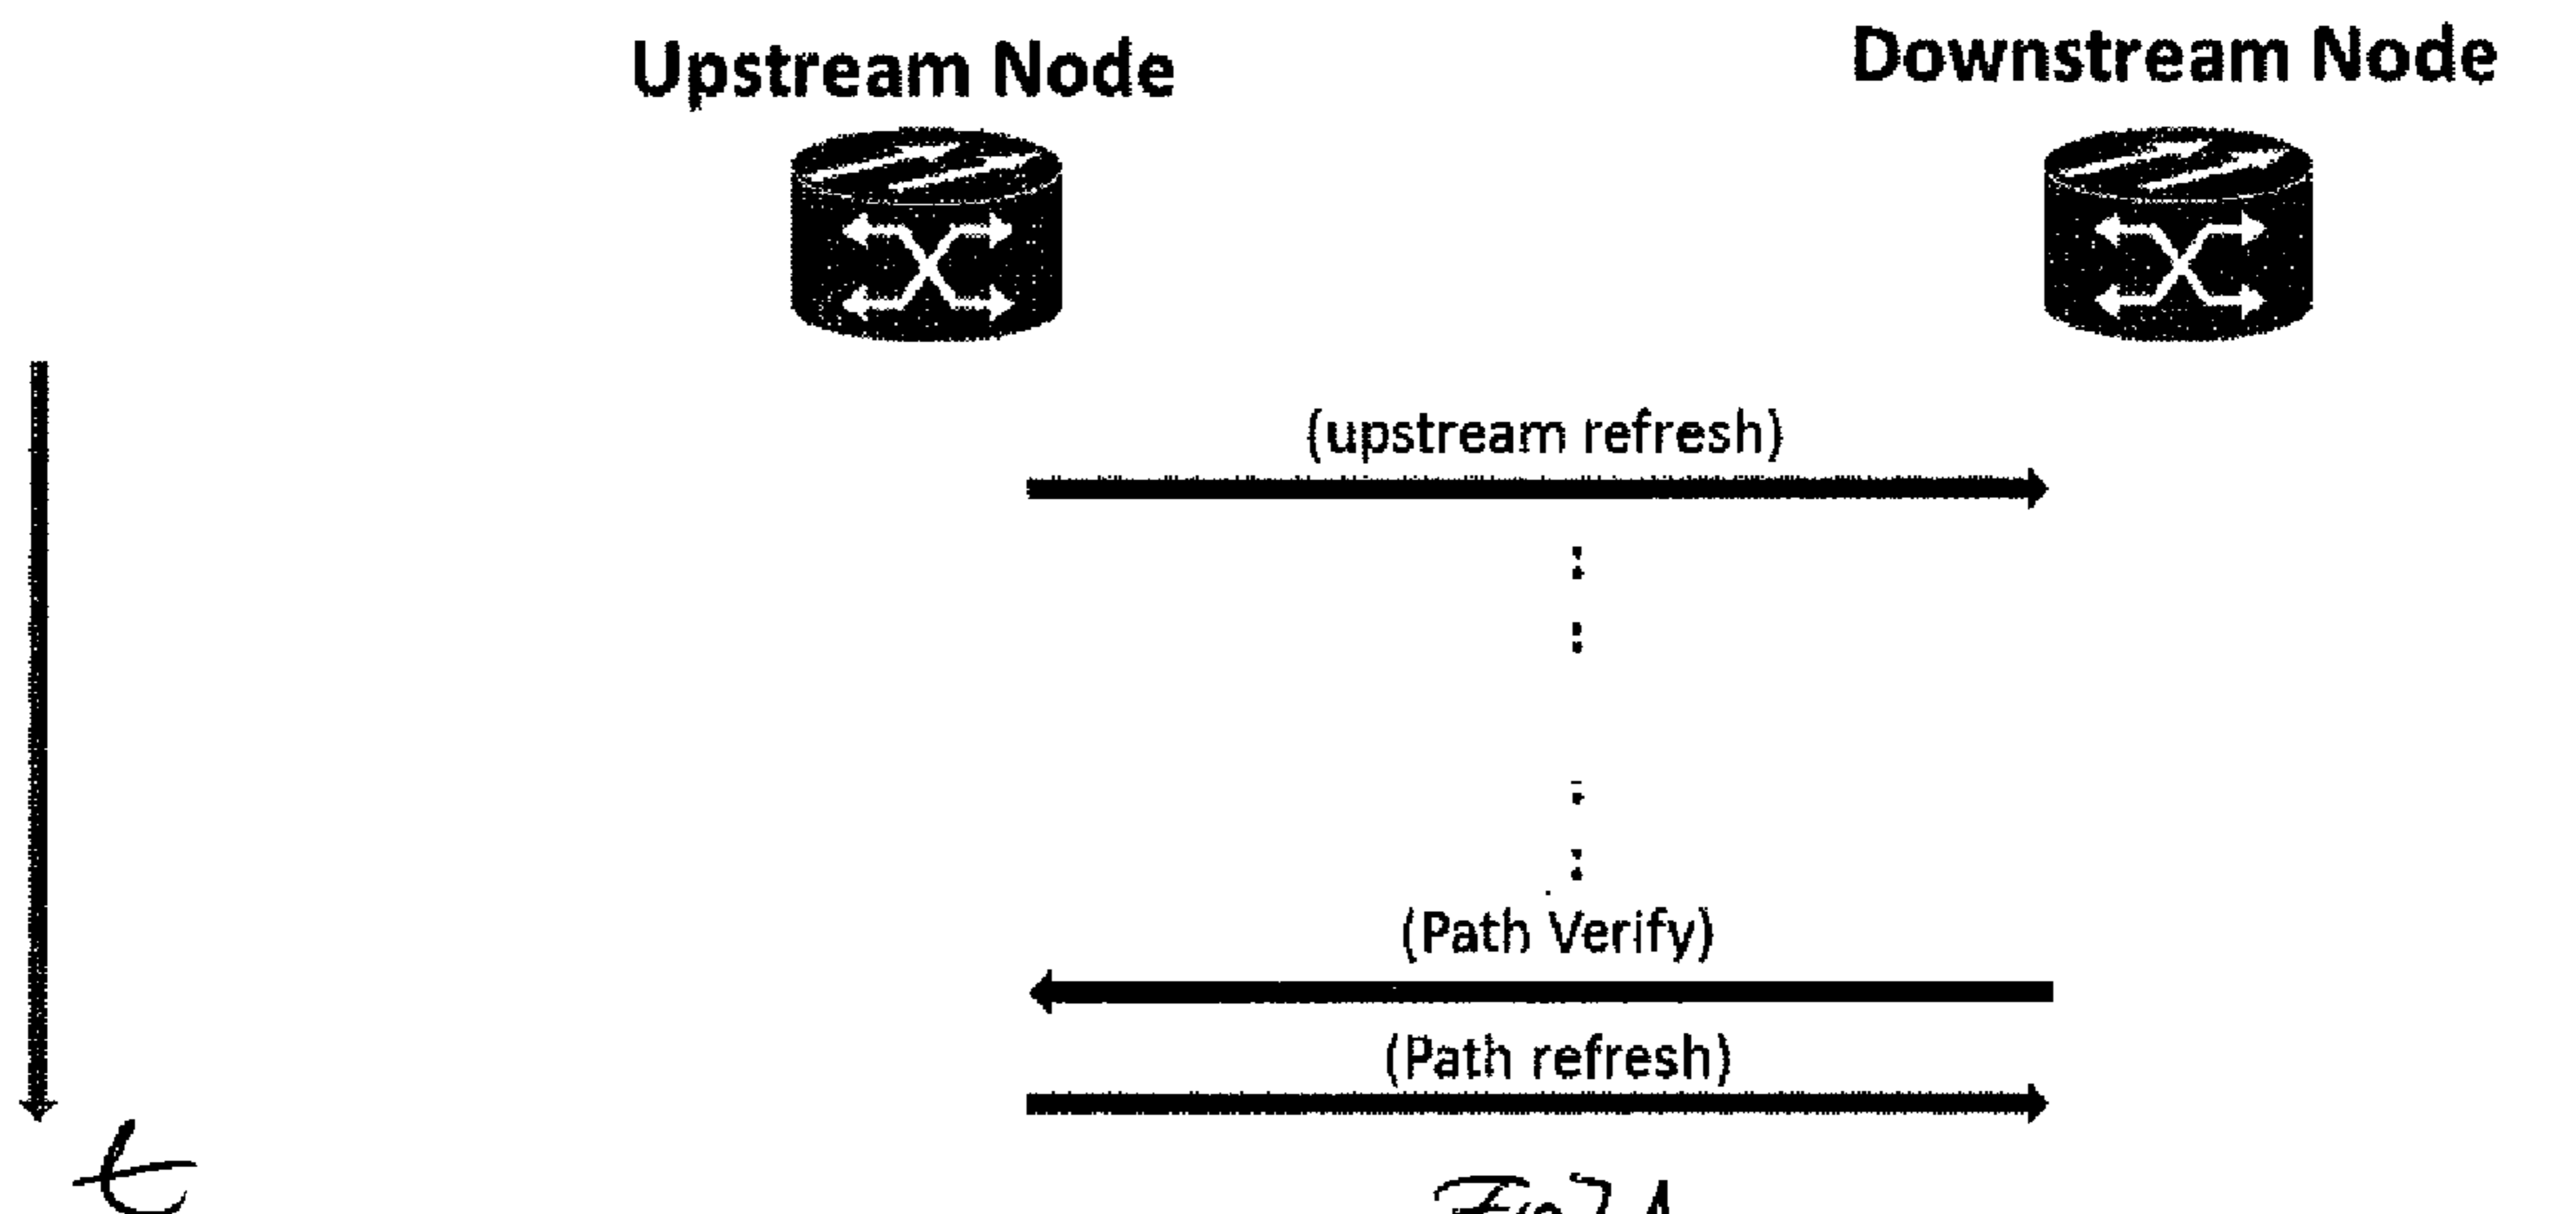 Upstream Node
Downstream Node
(upstream refresh)
(Path Verify)
(Path refresh)
t